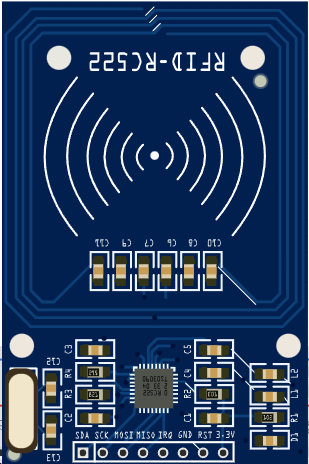 RFID-RC522
C11 C9 C7 C6 C8 C10
C3 C5
R4 C4
R3 R2
C2 C1
C12
C13
L2
L1
R1
D1
SDA SCK MOSI MISO IRQ GND RST 3.3V